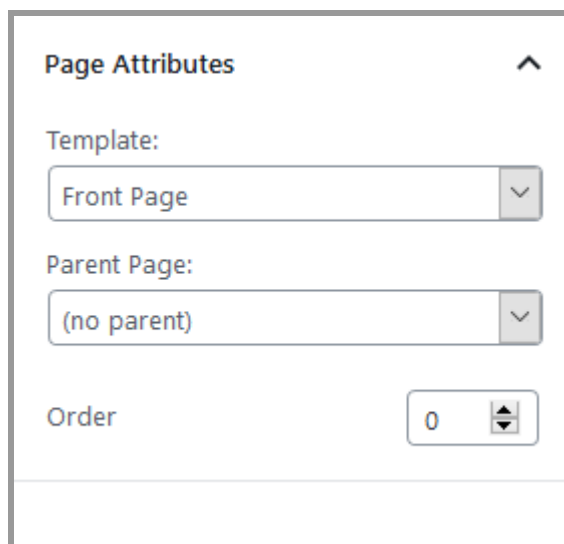 Page Attributes
Template:
Front Page
Parent Page:
(no parent)
Order
0